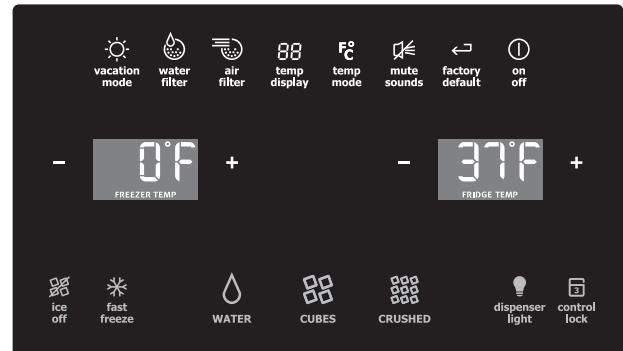 88 F°C
vacation water air temp temp mute factory on
mode filter filter display mode sounds default off
- 0°F + - 37°F +
FREEZER TEMP FRIDGE TEMP
3
ice fast WATER CUBES CRUSHED dispenser control
off freeze light lock